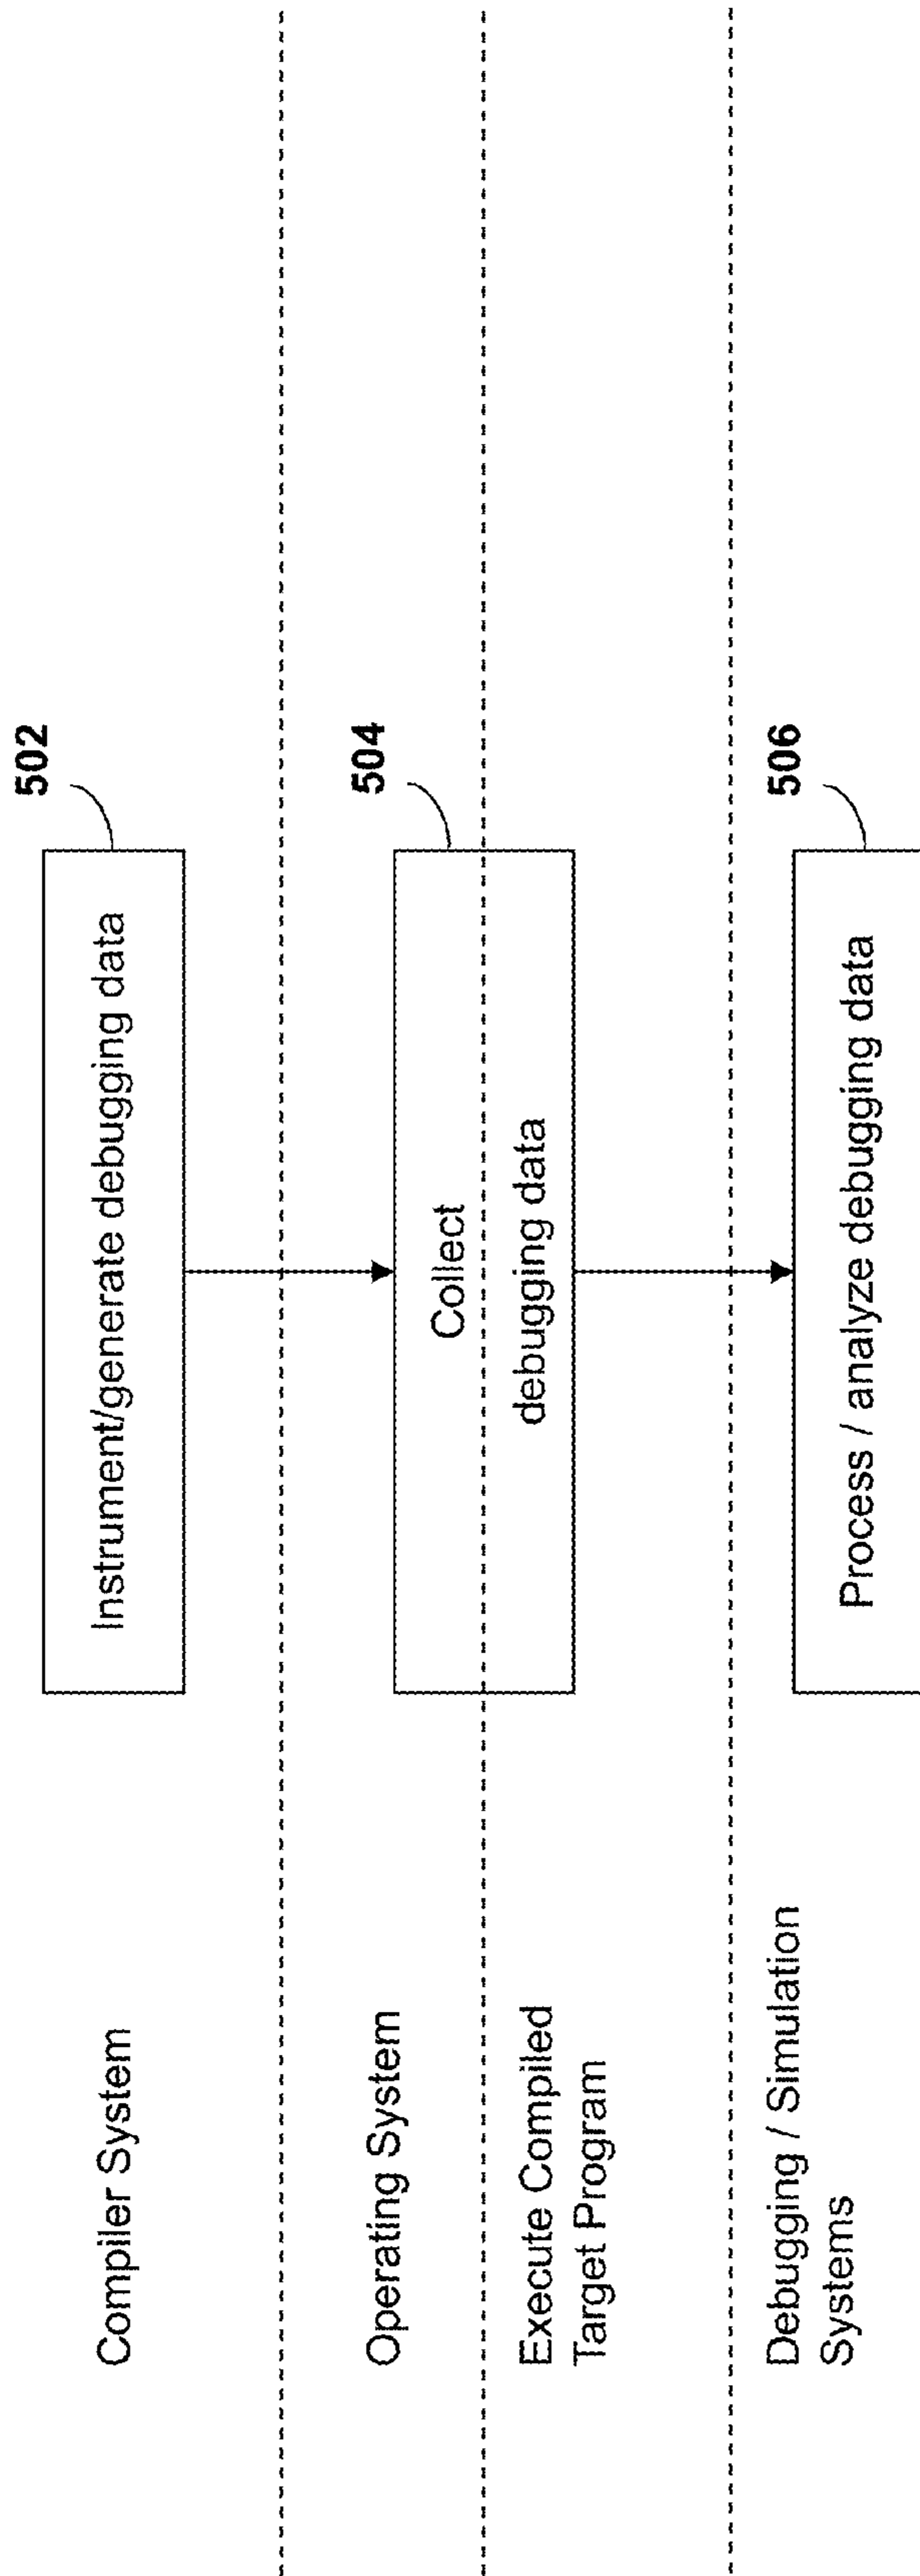 Compiler System
Instrument/generate debugging data
502
Operating System
Collect
504
Execute Compiled
Target Program
debugging data
Debugging / Simulation
Systems
Process / analyze debugging data
506